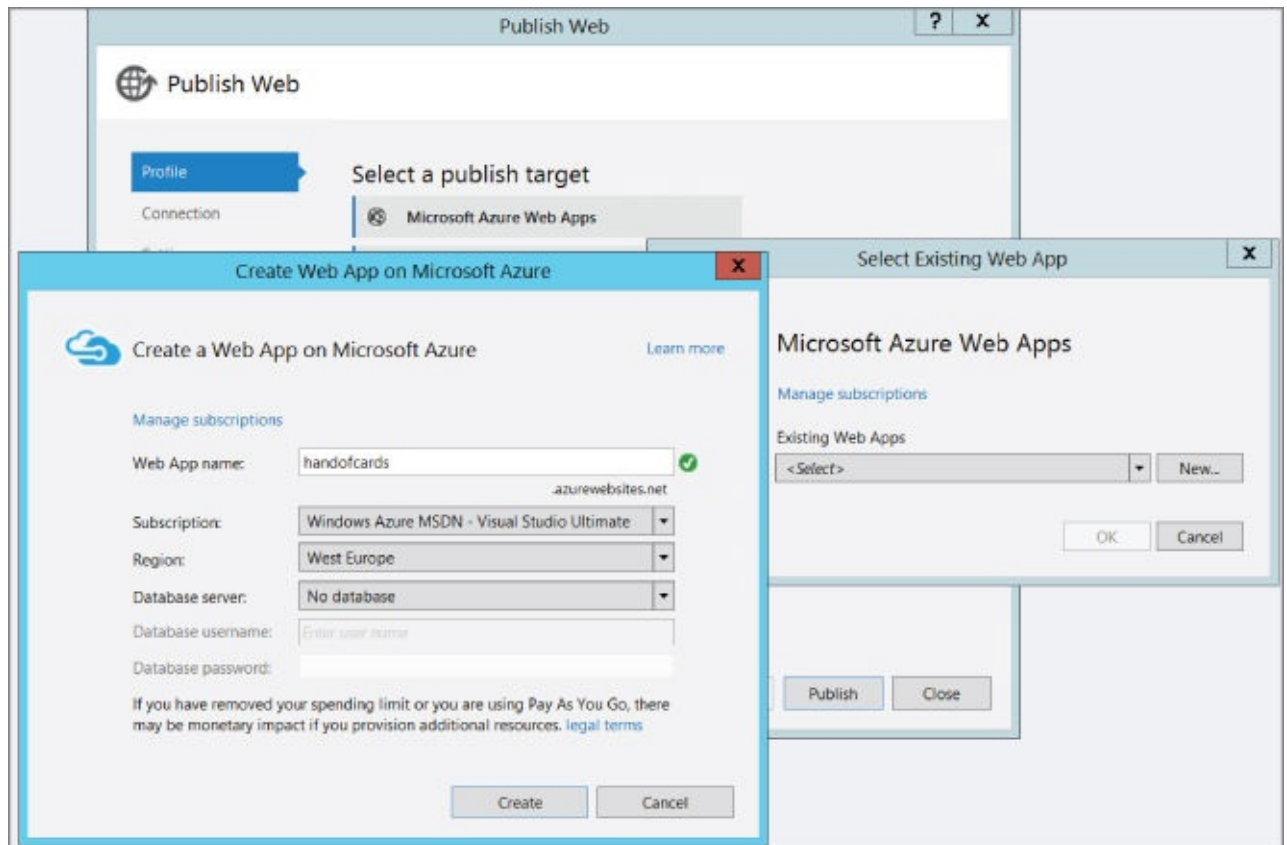 Publish Web
? X
Publish Web
Profile
Select a publish target
Connection
Microsoft Azure Web Apps
Create Web App on Microsoft Azure
X
Create a Web App on Microsoft Azure
Learn more
Manage subscriptions
Web App name:
handofcards
.azurewebsites.net
Subscription:
Windows Azure MSDN - Visual Studio Ultimate
Region:
West Europe
Database server:
No database
Database username:
Enter user name
Database password:
If you have removed your spending limit or you are using Pay As You Go, there
may be monetary impact if you provision additional resources. legal terms
Create
Cancel
Select Existing Web App
X
Microsoft Azure Web Apps
Manage subscriptions
Existing Web Apps
<Select>
New...
OK
Cancel
Publish
Close